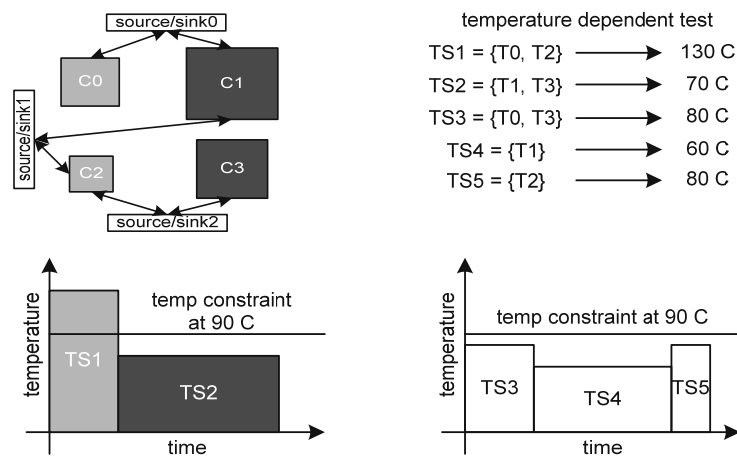 source/sink0
C0
C1
source/sink1
C2
C3
source/sink2
temperature dependent test
TS1 = {T0, T2} 130 C
TS2 = {T1, T3} 70 C
TS3 = {T0, T3} 80 C
TS4 = {T1} 60 C
TS5 = {T2} 80 C
temperature
temp constraint
at 90 C
TS1
TS2
time
temperature
temp constraint at 90 C
TS3
TS4
TS5
time